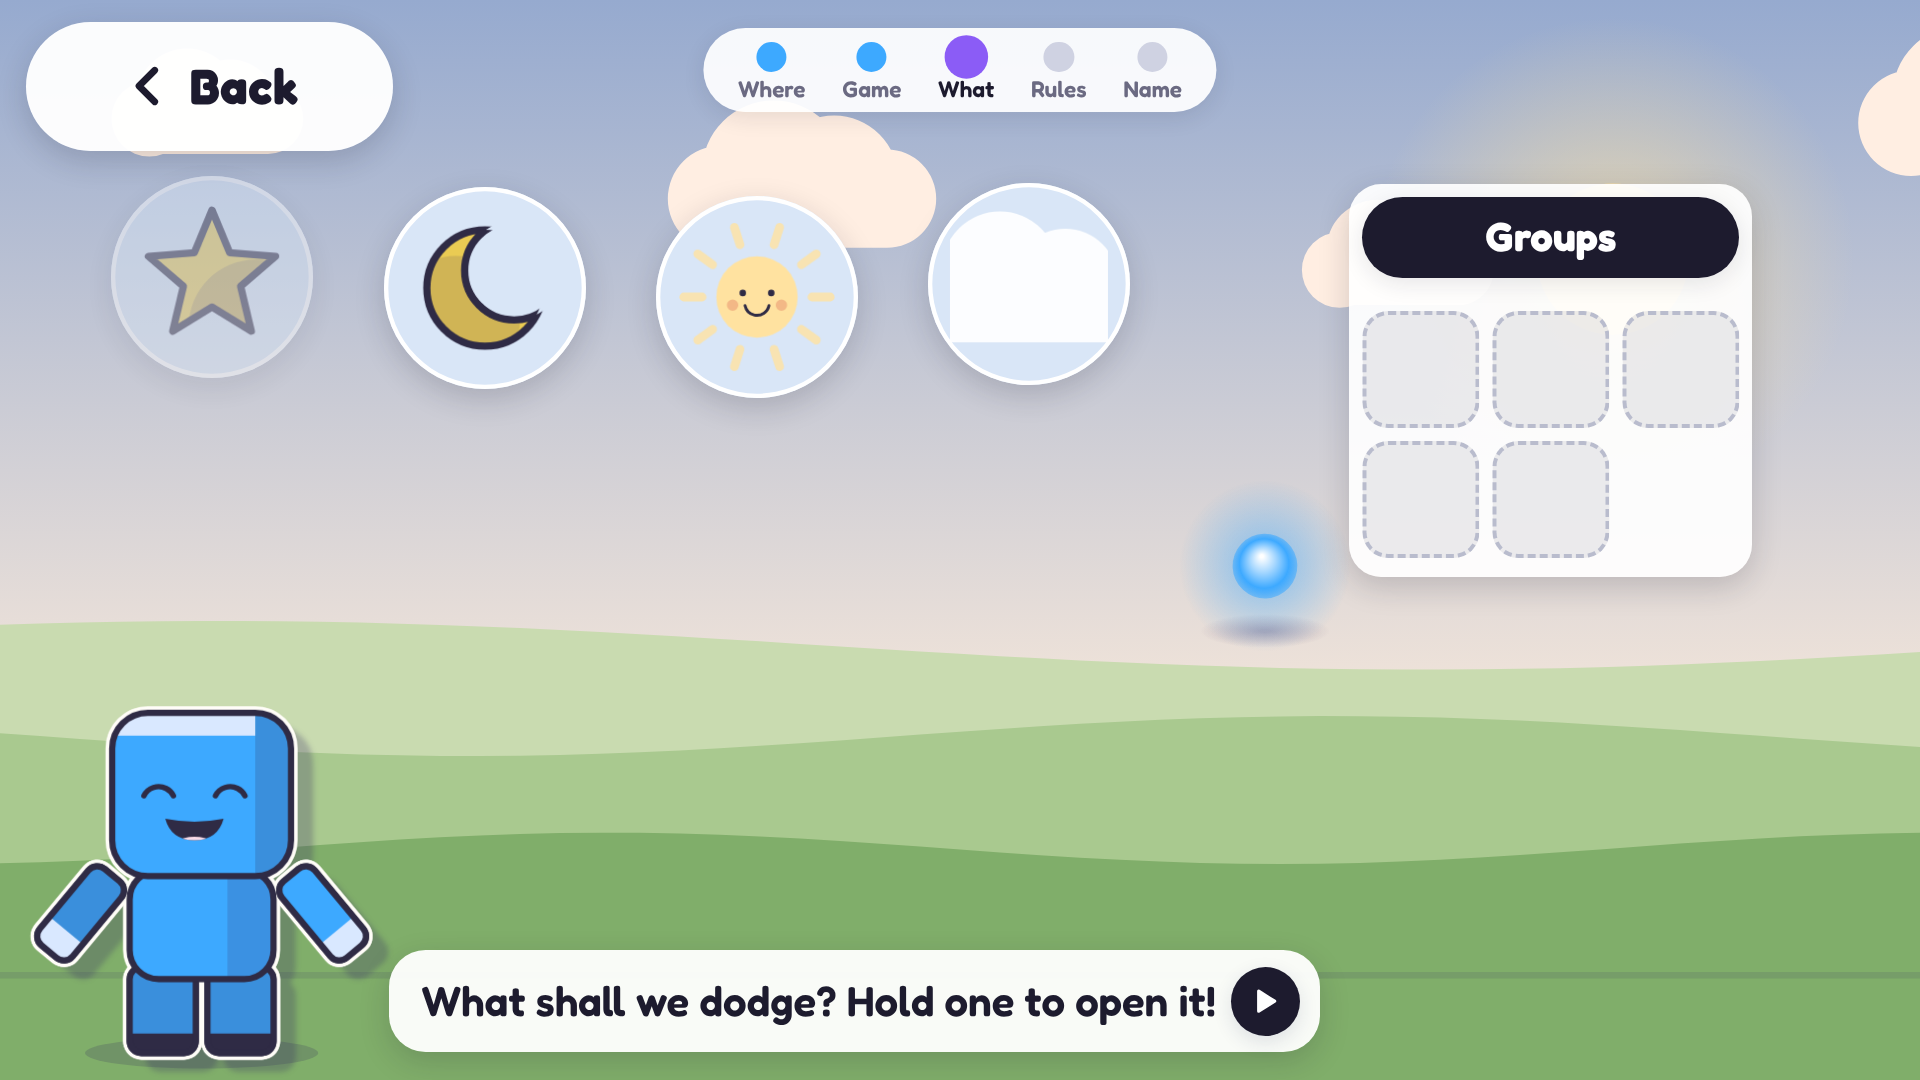 Back
Where
Game
What
Rules
Name
Groups
What shall we dodge? Hold one to open it!